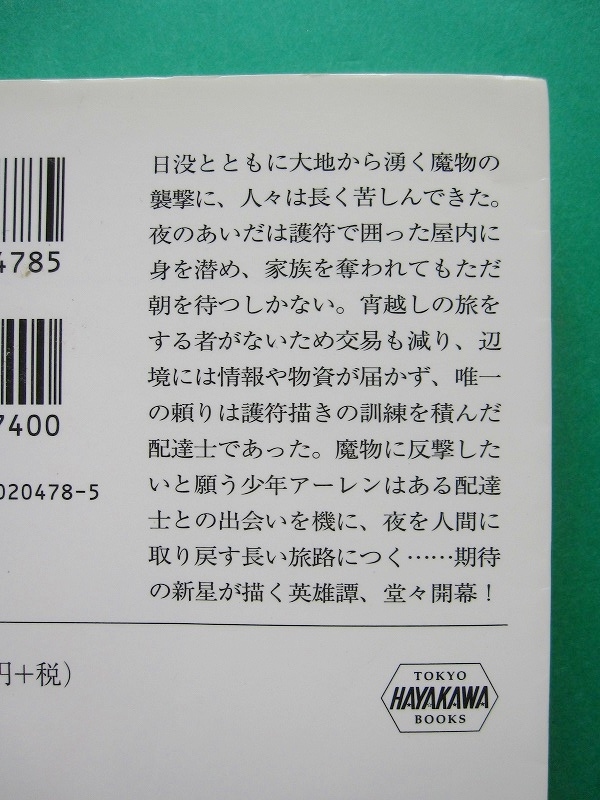 日没とともに大地から湧く魔物の
襲撃に、人々は長く苦しんできた。
夜のあいだは護符で囲った屋内に
身を潜め、家族を奪われてもただ
朝を待つしかない。宵越しの旅を
する者がないため交易も減り、辺
境には情報や物資が届かず、唯一
の頼りは護符描きの訓練を積んだ
配達士であった。魔物に反撃した
いと願う少年アーレンはある配達
士との出会いを機に、夜を人間に
取り戻す長い旅路につく……期待
の新星が描く英雄譚、堂々開幕！
4785
7400
020478-5
円+税）
TOKYO
HAYAKAWA
BOOKS